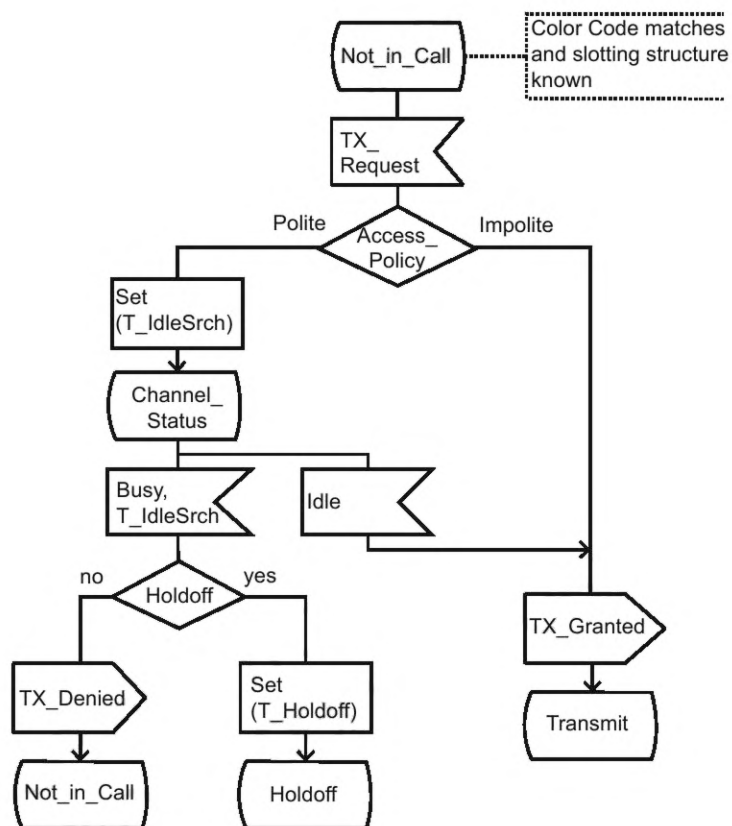 Color Code matches
and slotting structure
known
Not_in_Call
TX_
Request
Polite
Impolite
Access_
Policy
Set
(T_IdleSrch)
Channel_
Status
Busy,
T_IdleSrch
Idle
no
yes
Holdoff
TX_Granted
TX_Denied
Set
(T_Holdoff)
Transmit
Not_in_Call
Holdoff